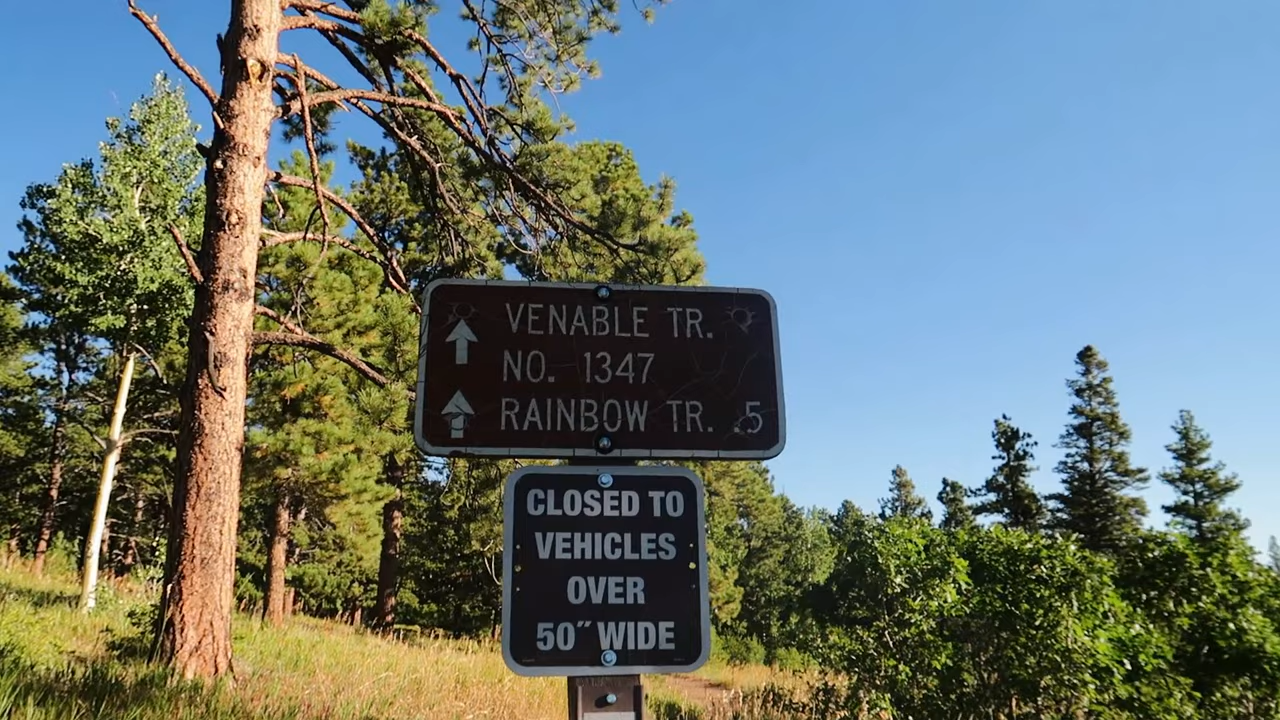 VENABLE TR.
NO. 1347
RAINBOW TR. .5
CLOSED TO
VEHICLES
OVER
50" WIDE